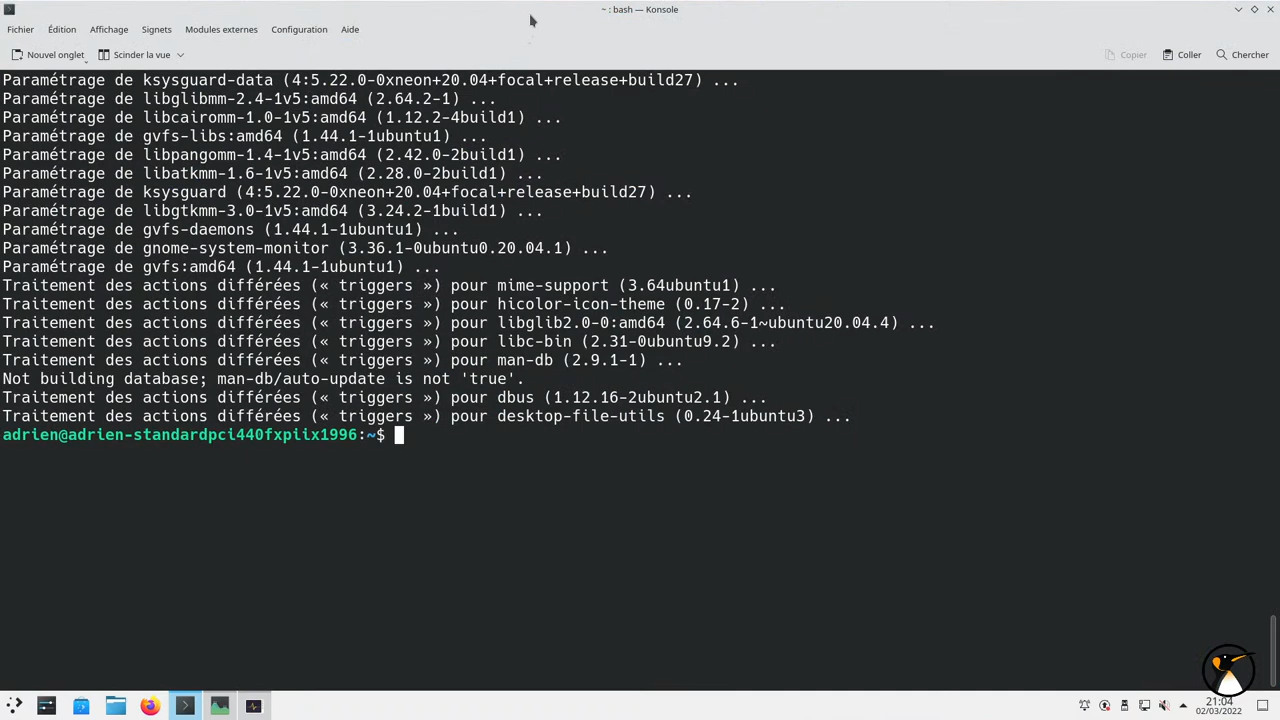 ~ : bash — Konsole
Fichier Édition Affichage Signets Modules externes Configuration Aide
Nouvel onglet Scinder la vue Copier Coller Chercher
Paramétrage de ksysguard-data (4:5.22.0-0xneon+20.04+focal+release+build27) ...
Paramétrage de libglibmm-2.4-1v5:amd64 (2.64.2-1) ...
Paramétrage de libcairomm-1.0-1v5:amd64 (1.12.2-4build1) ...
Paramétrage de gvfs-libs:amd64 (1.44.1-1ubuntu1) ...
Paramétrage de libpangomm-1.4-1v5:amd64 (2.42.0-2build1) ...
Paramétrage de libatkmm-1.6-1v5:amd64 (2.28.0-2build1) ...
Paramétrage de ksysguard (4:5.22.0-0xneon+20.04+focal+release+build27) ...
Paramétrage de libgtkmm-3.0-1v5:amd64 (3.24.2-1build1) ...
Paramétrage de gvfs-daemons (1.44.1-1ubuntu1) ...
Paramétrage de gnome-system-monitor (3.36.1-0ubuntu0.20.04.1) ...
Paramétrage de gvfs:amd64 (1.44.1-1ubuntu1) ...
Traitement des actions différées (« triggers ») pour mime-support (3.64ubuntu1) ...
Traitement des actions différées (« triggers ») pour hicolor-icon-theme (0.17-2) ...
Traitement des actions différées (« triggers ») pour libglib2.0-0:amd64 (2.64.6-1~ubuntu20.04.4) ...
Traitement des actions différées (« triggers ») pour libc-bin (2.31-0ubuntu9.2) ...
Traitement des actions différées (« triggers ») pour man-db (2.9.1-1) ...
Not building database; man-db/auto-update is not 'true'.
Traitement des actions différées (« triggers ») pour dbus (1.12.16-2ubuntu2.1) ...
Traitement des actions différées (« triggers ») pour desktop-file-utils (0.24-1ubuntu3) ...
adrien@adrien-standardpci440fxpiix1996:~$
21:04
02/03/2022